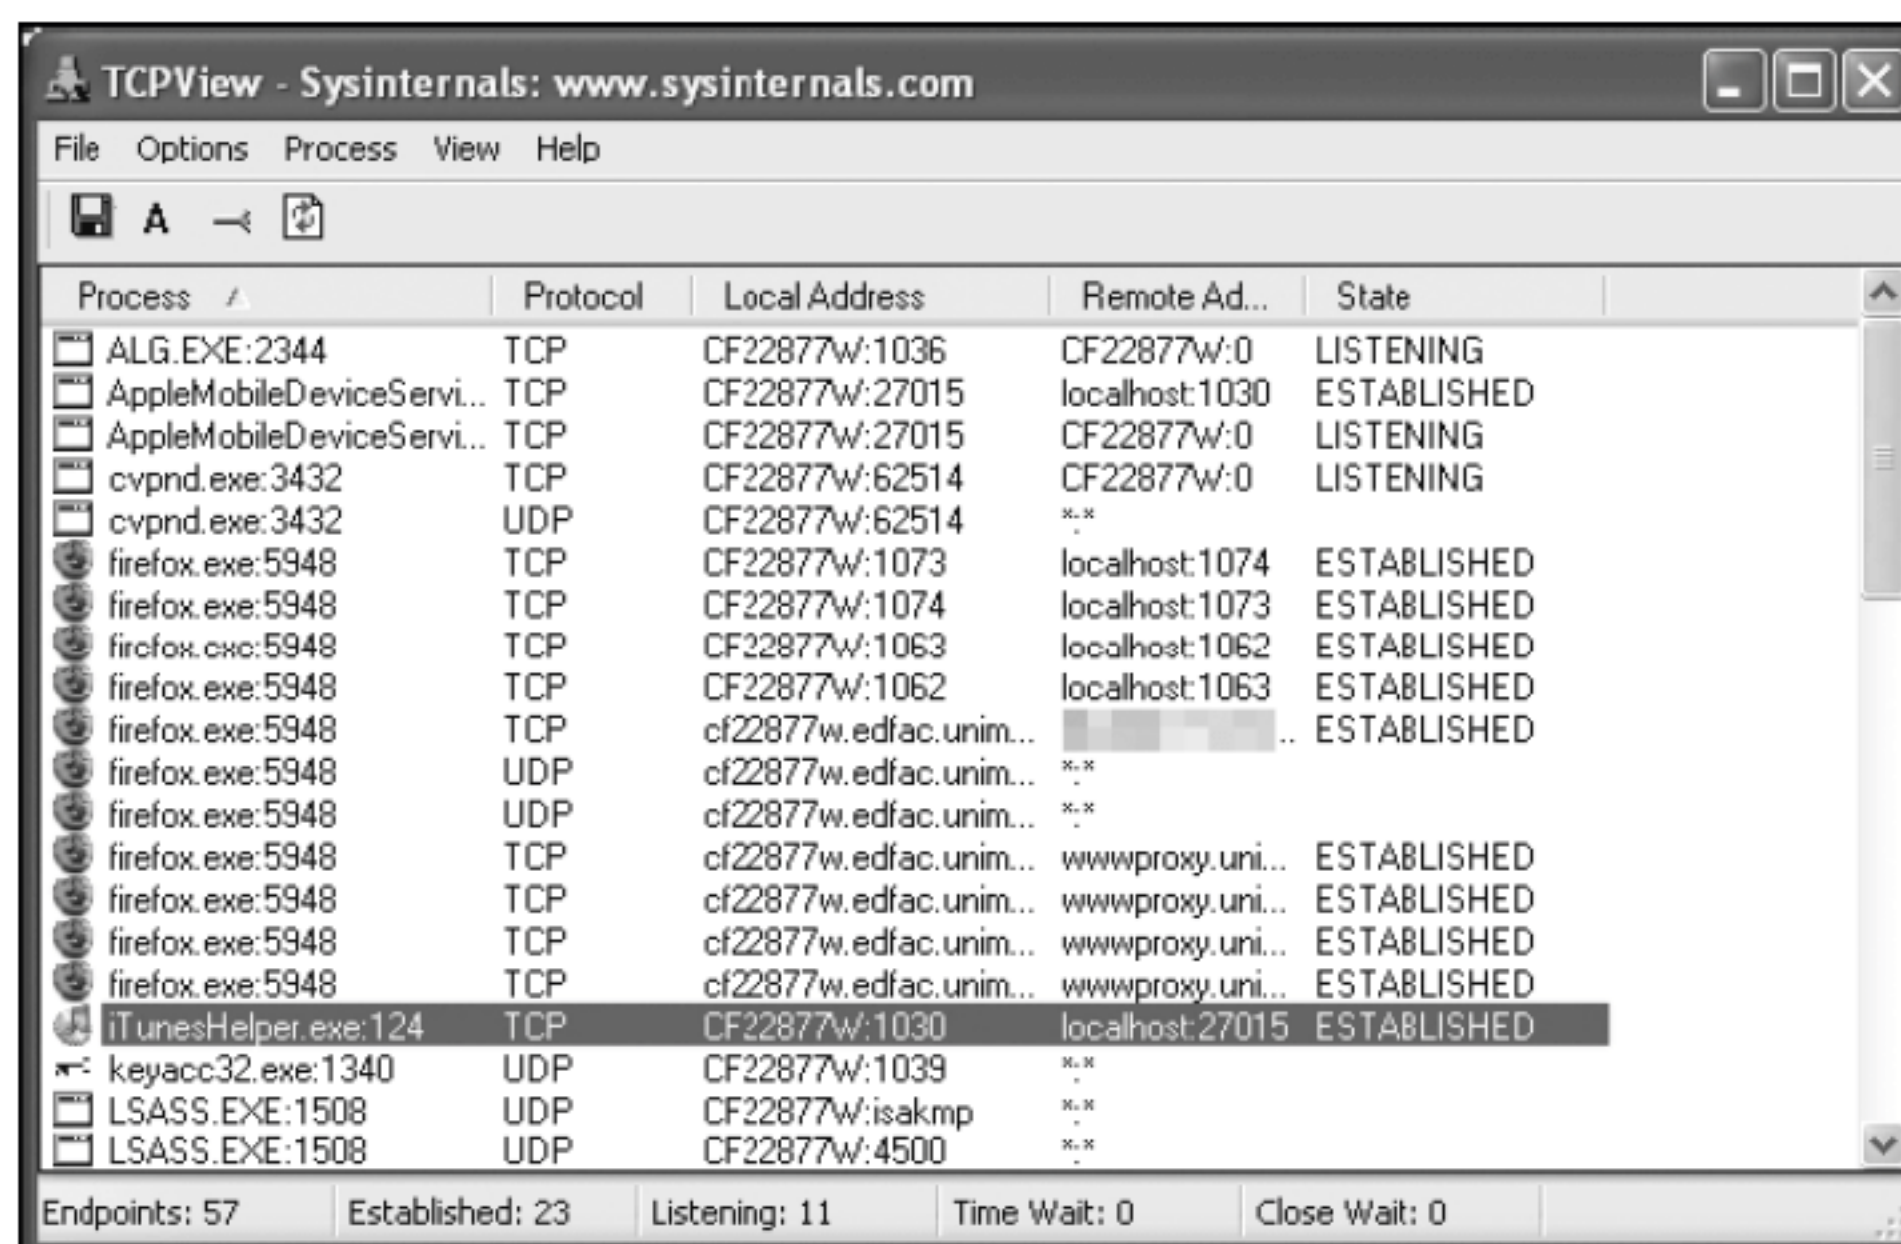 TCPView - Sysinternals: www.sysinternals.com
File Options Process View Help
A
Process Protocol Local Address Remote Ad... State
ALG.EXE:2344 TCP CF22877W:1036 CF22877W:0 LISTENING
AppleMobileDeviceServi... TCP CF22877W:27015 localhost:1030 ESTABLISHED
AppleMobileDeviceServi... TCP CF22877W:27015 CF22877W:0 LISTENING
cvpnd.exe:3432 TCP CF22877W:62514 CF22877W:0 LISTENING
cvpnd.exe:3432 UDP CF22877W:62514 *:*
firefox.exe:5948 TCP CF22877W:1073 localhost:1074 ESTABLISHED
firefox.exe:5948 TCP CF22877W:1074 localhost:1073 ESTABLISHED
firefox.exe:5948 TCP CF22877W:1063 localhost:1062 ESTABLISHED
firefox.exe:5948 TCP CF22877W:1062 localhost:1063 ESTABLISHED
firefox.exe:5948 TCP cf22877w.edfac.unim... .. ESTABLISHED
firefox.exe:5948 UDP cf22877w.edfac.unim... *:*
firefox.exe:5948 UDP cf22877w.edfac.unim... *:*
firefox.exe:5948 TCP cf22877w.edfac.unim... wwwproxy.uni... ESTABLISHED
firefox.exe:5948 TCP cf22877w.edfac.unim... wwwproxy.uni... ESTABLISHED
firefox.exe:5948 TCP cf22877w.edfac.unim... wwwproxy.uni... ESTABLISHED
firefox.exe:5948 TCP cf22877w.edfac.unim... wwwproxy.uni... ESTABLISHED
iTunesHelper.exe:124 TCP CF22877W:1030 localhost:27015 ESTABLISHED
keyacc32.exe:1340 UDP CF22877W:1039 *:*
LSASS.EXE:1508 UDP CF22877W:isakmp *:*
LSASS.EXE:1508 UDP CF22877W:4500 *:*
Endpoints: 57 Established: 23 Listening: 11 Time Wait: 0 Close Wait: 0